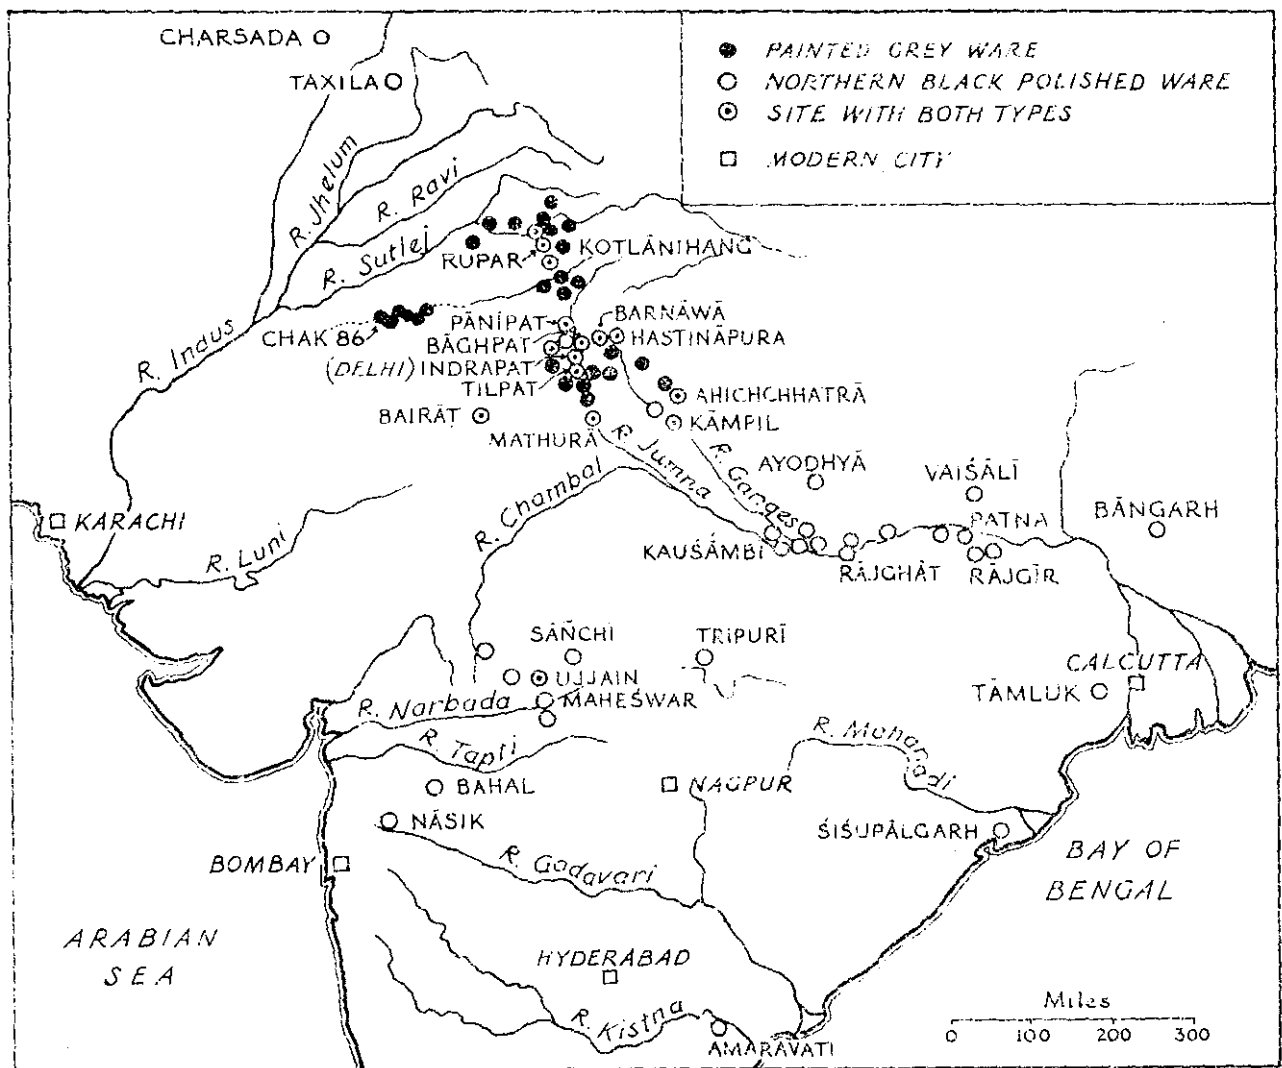 CHARSADA
TAXILA
PAINTED GREY WARE
NORTHERN BLACK POLISHED WARE
SITE WITH BOTH TYPES
MODERN CITY
R. Jhelum
R. Ravi
R. Sutlej
RUPAR
KOTLĀNIHANG
R. Indus
CHAK 86
PĀNĪPAT
BARNĀWĀ
BĀGHPAT
HASTINĀPURA
(DELHI) INDRAPAT
TILPAT
AHICHCHHATRĀ
BAIRĀṬ
KĀMPIL
MATHURĀ
R. Jumna
R. Ganges
AYODHYĀ
VAIŚĀLĪ
R. Chambal
KARACHI
PATNA
BĀNGARH
R. Luni
KAUŚĀMBĪ
RĀJGHĀT
RĀJGĪR
SĀÑCHĪ
TRIPURĪ
CALCUTTA
UJJAIN
TĀMLUK
R. Narbada
MAHEŚWAR
R. Tapti
R. Mahanadi
BAHAL
NAGPUR
NĀSIK
ŚIŚUPĀLGARH
BOMBAY
R. Godavari
BAY OF
BENGAL
ARABIAN
SEA
HYDERABAD
Miles
R. Kistna
0 100 200 300
AMARAVATI